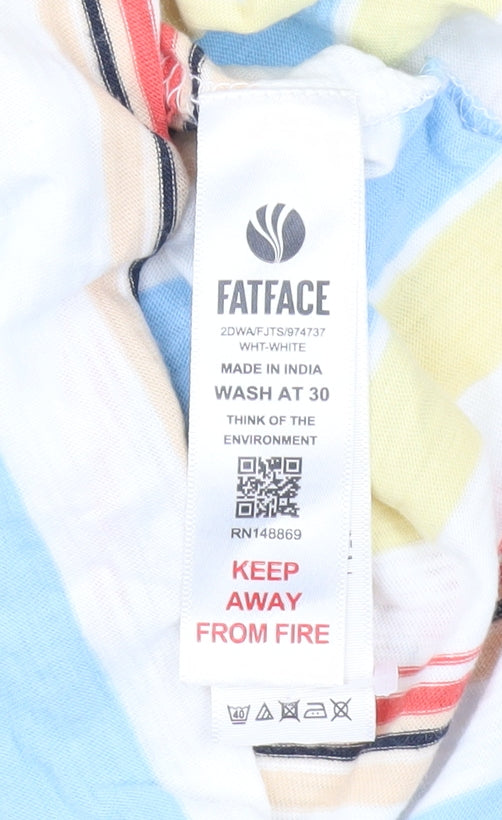 FATFACE
2DWA/FJTS/974737
WHT-WHITE
MADE IN INDIA
WASH AT 30
THINK OF THE
ENVIRONMENT
RN148869
KEEP
AWAY
FROM FIRE
40